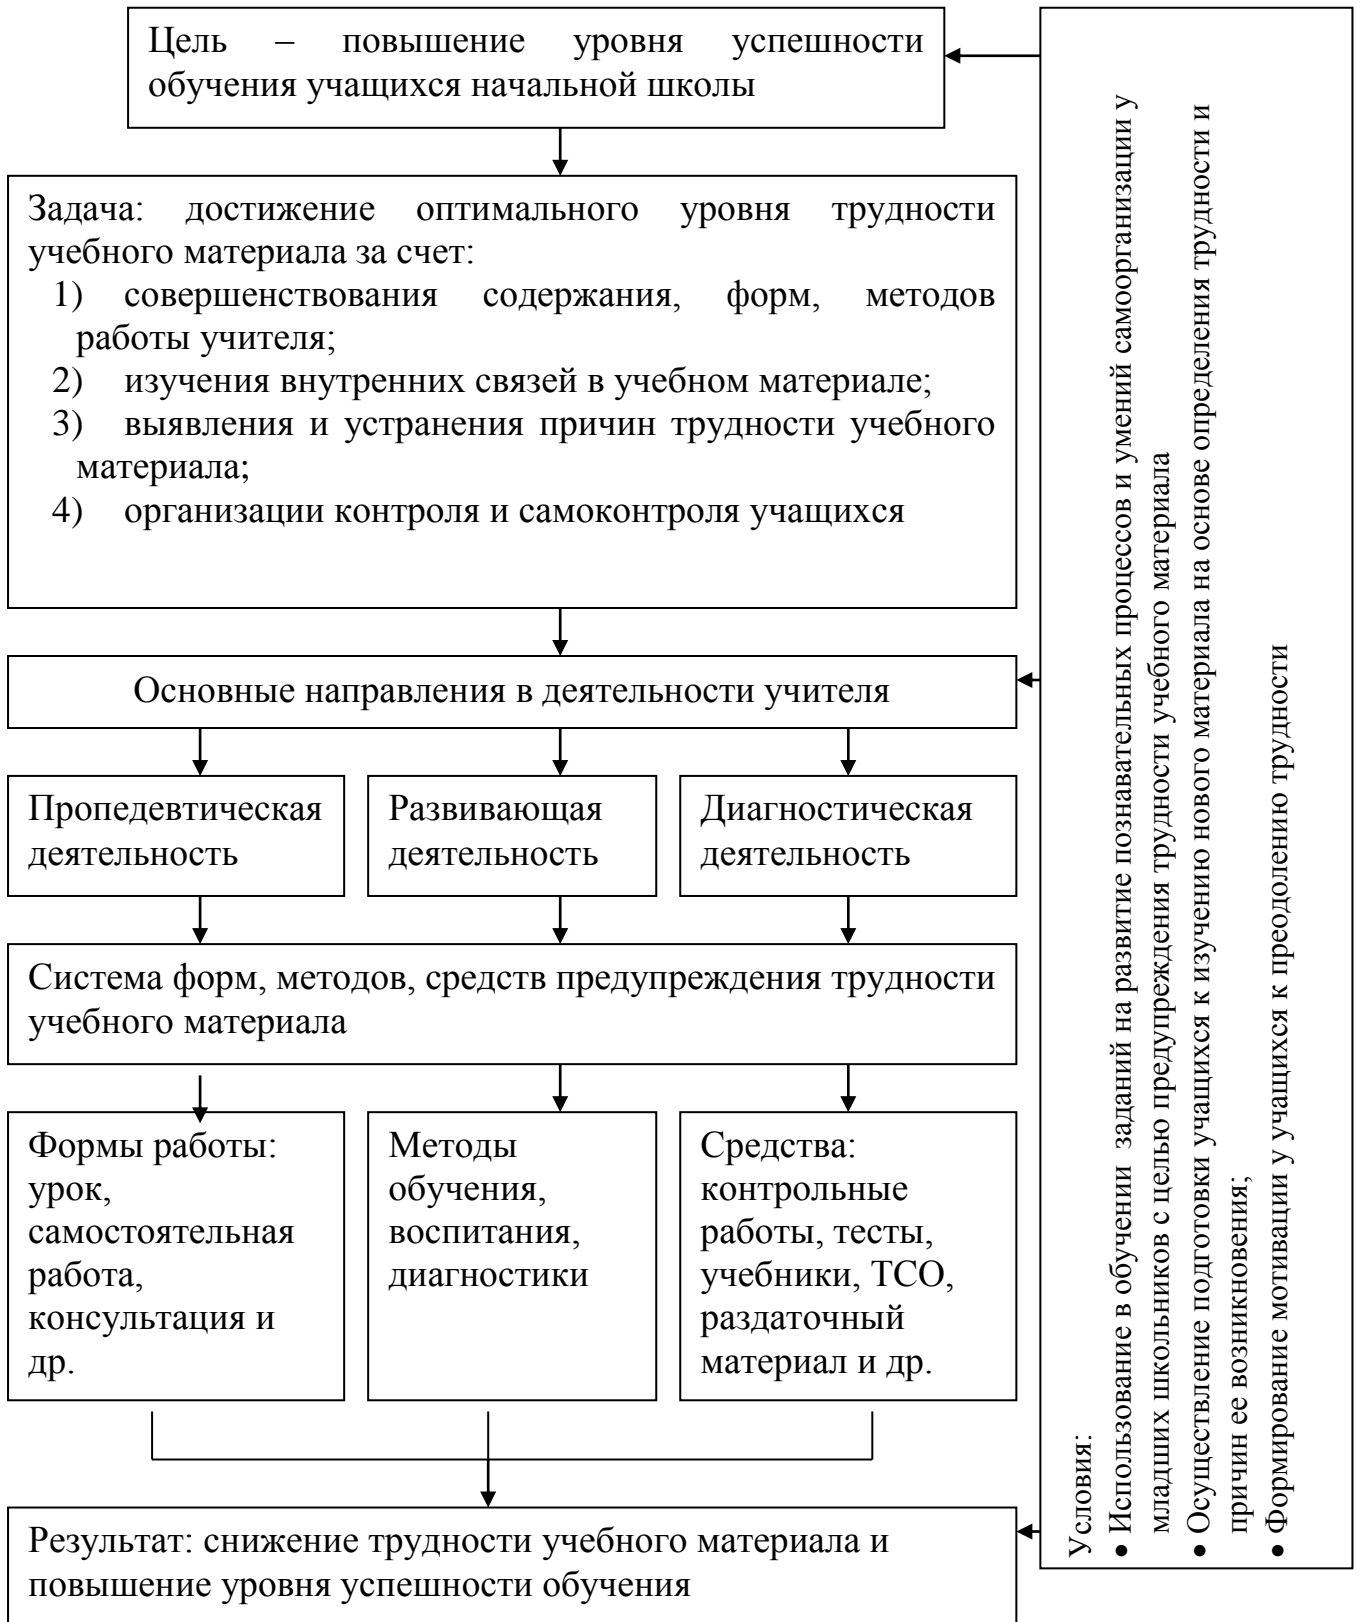 Цель – повышение уровня успешности
обучения учащихся начальной школы
Задача: достижение оптимального уровня трудности
учебного материала за счет:
1) совершенствования содержания, форм, методов
работы учителя;
2) изучения внутренних связей в учебном материале;
3) выявления и устранения причин трудности учебного
материала;
4) организации контроля и самоконтроля учащихся
Основные направления в деятельности учителя
Пропедевтическая
деятельность
Развивающая
деятельность
Диагностическая
деятельность
Система форм, методов, средств предупреждения трудности
учебного материала
Формы работы:
урок,
самостоятельная
работа,
консультация и
др.
Методы
обучения,
воспитания,
диагностики
Средства:
контрольные
работы, тесты,
учебники, ТСО,
раздаточный
материал и др.
Результат: снижение трудности учебного материала и
повышение уровня успешности обучения
Условия:
• Использование в обучении заданий на развитие познавательных процессов и умений самоорганизации у
младших школьников с целью предупреждения трудности учебного материала
• Осуществление подготовки учащихся к изучению нового материала на основе определения трудности и
причин ее возникновения;
• Формирование мотивации у учащихся к преодолению трудности